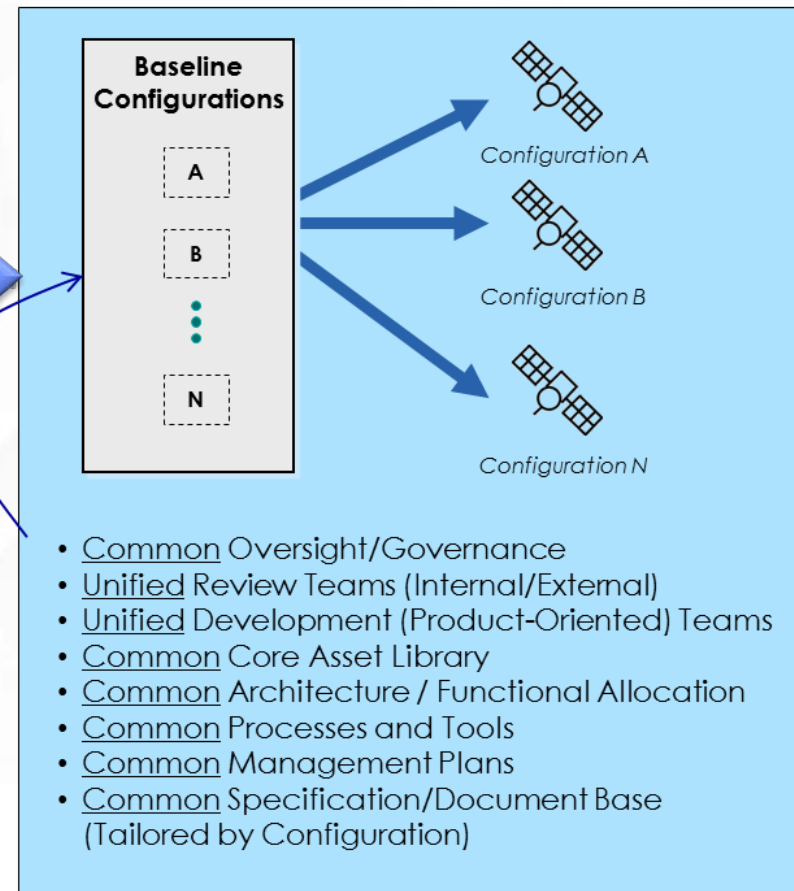 Baseline
Configurations
A
B
N
Configuration A
Configuration B
Configuration N
• Common Oversight/Governance
• Unified Review Teams (Internal/External)
• Unified Development (Product-Oriented) Teams
• Common Core Asset Library
• Common Architecture / Functional Allocation
• Common Processes and Tools
• Common Management Plans
• Common Specification/Document Base
(Tailored by Configuration)